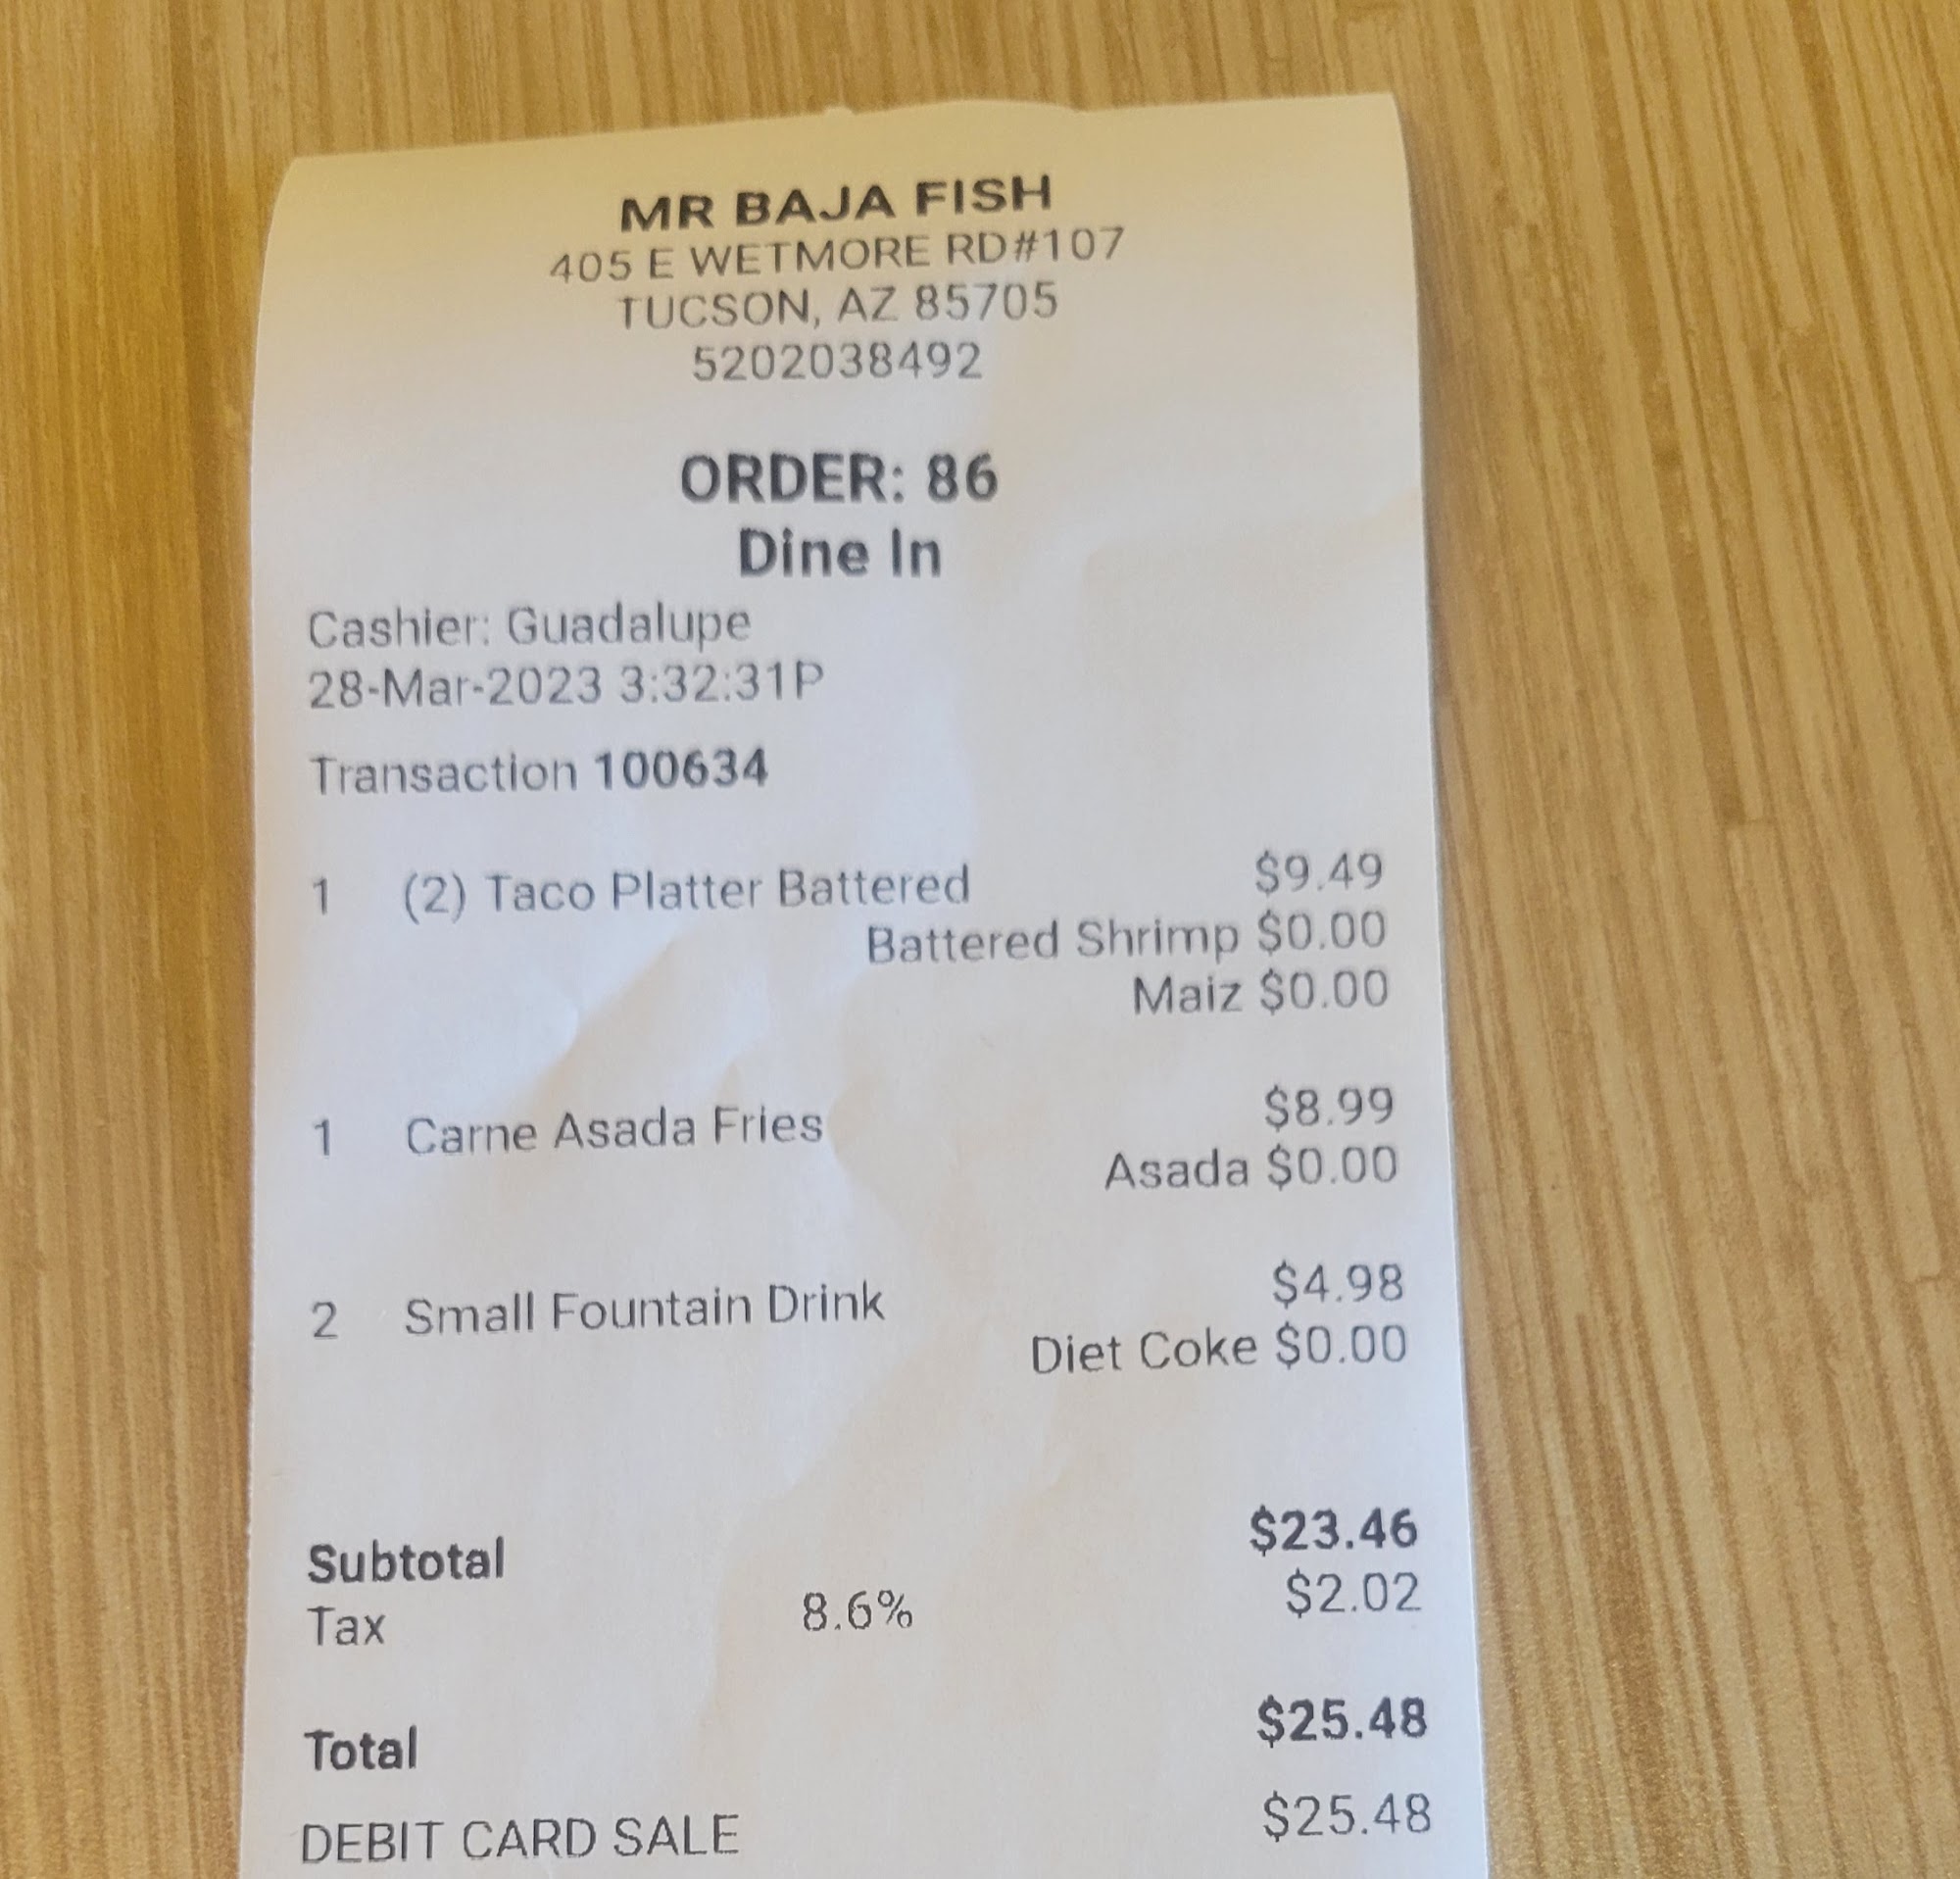 MR BAJA FISH
405 E WETMORE RD#107
TUCSON, AZ 85705
5202038492
ORDER: 86
Dine In
Cashier: Guadalupe
28-Mar-2023 3:32:31P
Transaction 100634
1 (2) Taco Platter Battered $9.49
Battered Shrimp $0.00
Maiz $0.00
1 Carne Asada Fries $8.99
Asada $0.00
2 Small Fountain Drink $4.98
Diet Coke $0.00
Subtotal $23.46
Tax 8.6% $2.02
Total $25.48
DEBIT CARD SALE $25.48